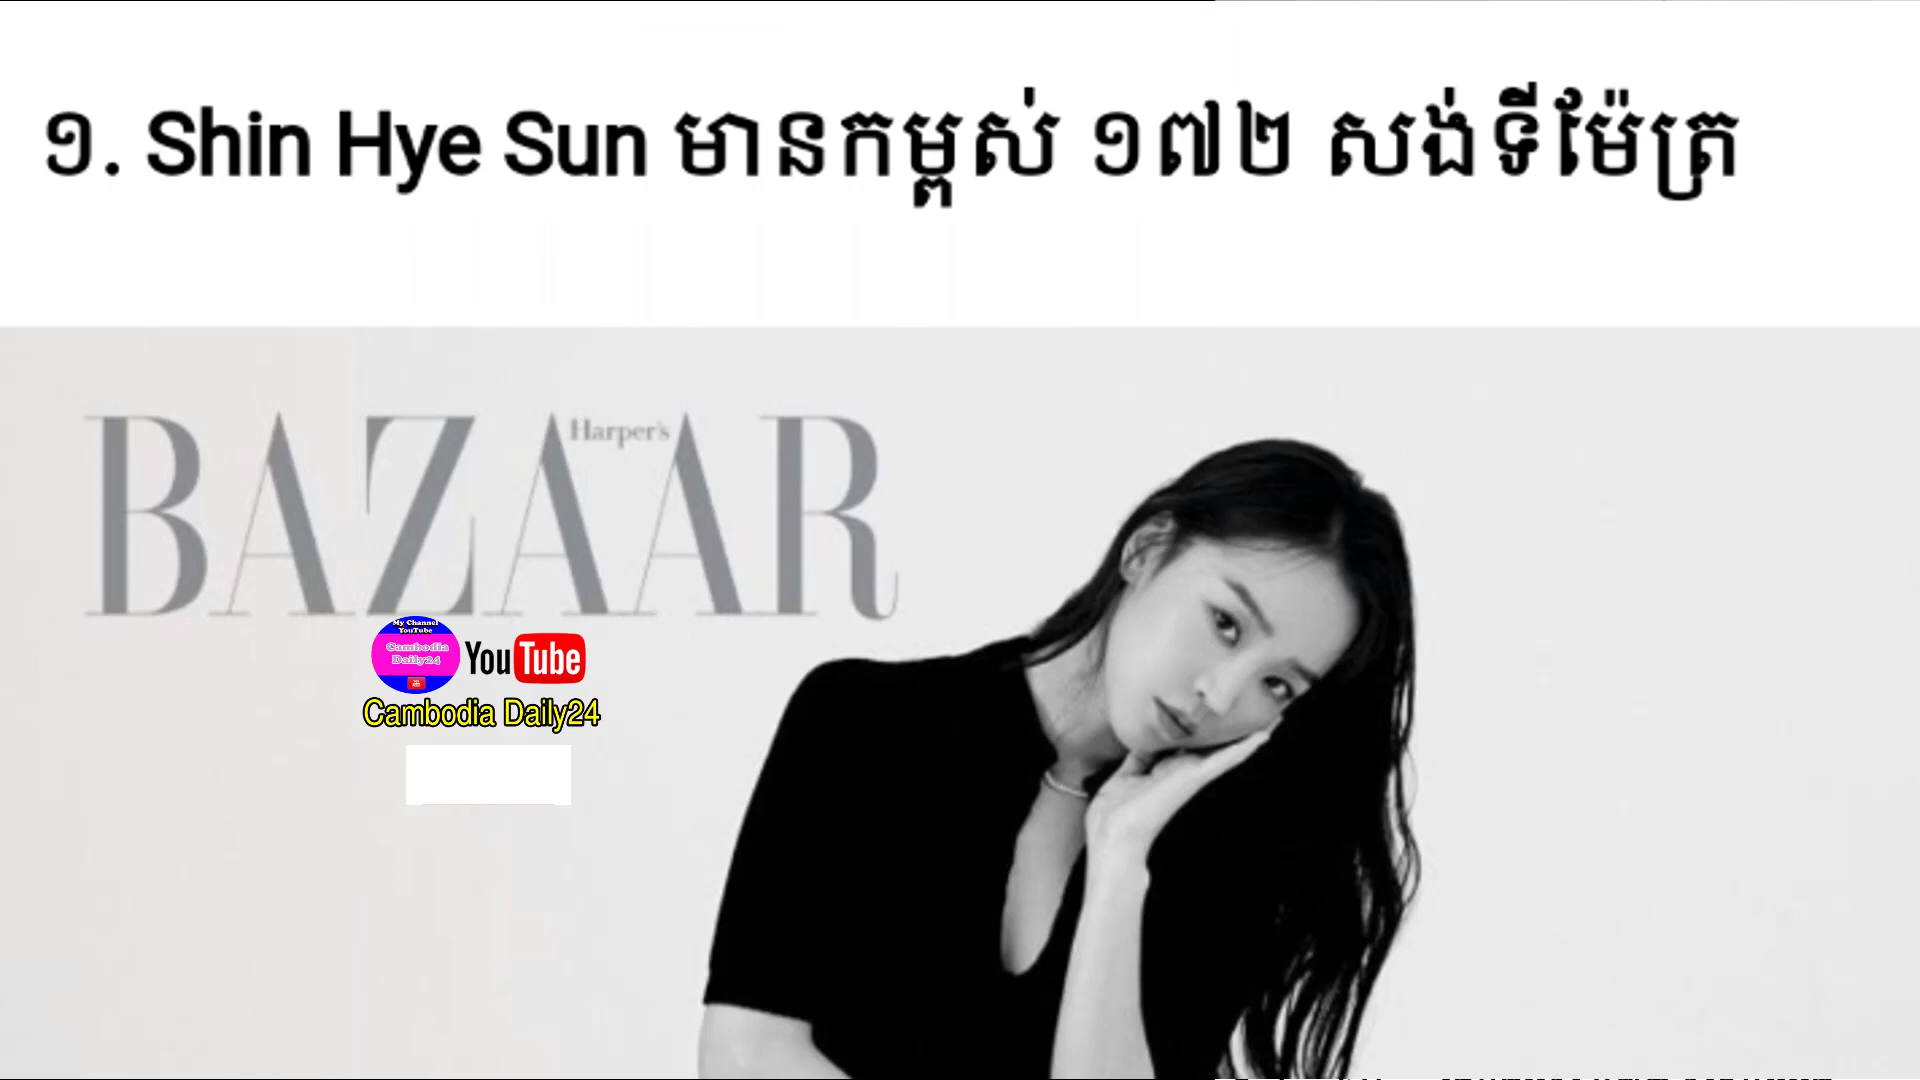 ១. Shin Hye Sun មានកម្ពស់ ១៧២ សង់ទីម៉ែត្រ
Harper's
BAZAAR
My Channel
YouTube
Cambodia
Daily24
YouTube
Cambodia Daily24